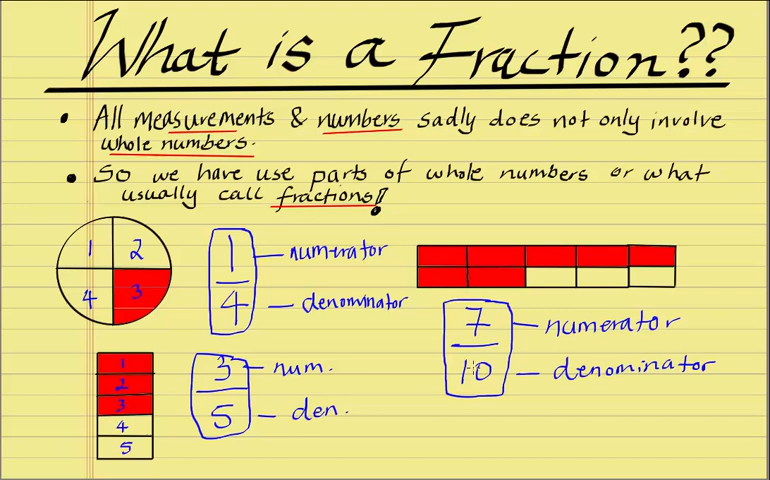 What is a Fraction??
• All measurements & numbers sadly does not only involve
whole numbers.
• So we have use parts of whole numbers or what
usually call fractions!
1 2
4 3
1 numerator
4 denominator
7 numerator
10 denominator
1
2
3
4
5
3 num.
5 den.